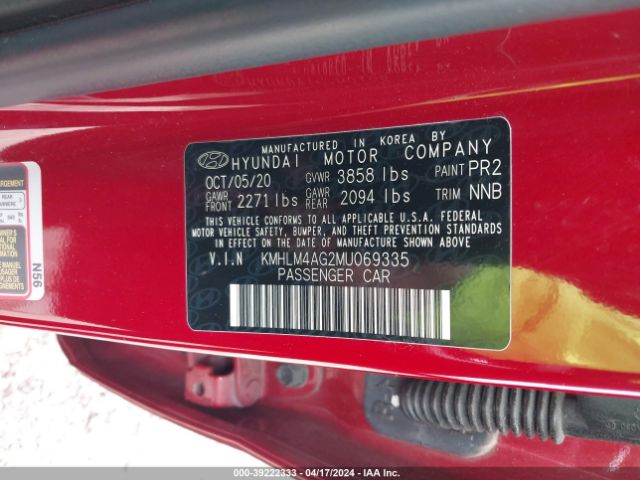 MANUFACTURED IN KOREA BY
HYUNDAI MOTOR COMPANY
OCT/05/20 GVWR 3858 lbs PAINT PR2
GAWR FRONT 2271 lbs GAWR REAR 2094 lbs TRIM NNB
THIS VEHICLE CONFORMS TO ALL APPLICABLE U.S.A. FEDERAL
MOTOR VEHICLE SAFETY, BUMPER, AND THEFT PREVENTION STANDARDS
IN EFFECT ON THE DATE OF MANUFACTURE SHOWN ABOVE.
V.I.N KMHLM4AG2MU069335
PASSENGER CAR
N56
000-39222333 - 04/17/2024 - IAA Inc.